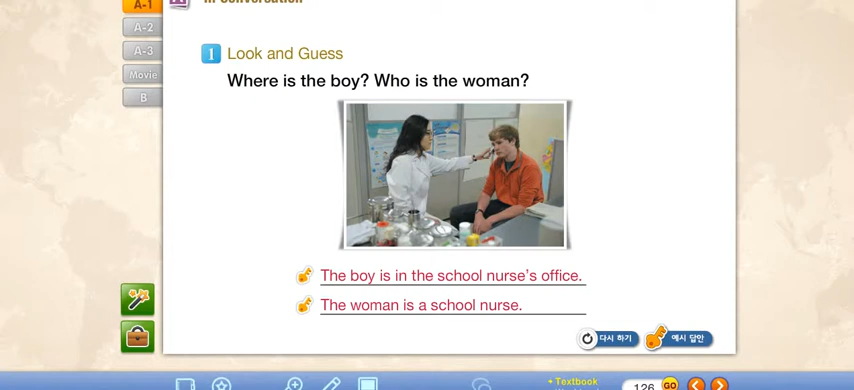 A-1
In Conversation
A-2
A-3
Movie
B
1 Look and Guess
Where is the boy? Who is the woman?
The boy is in the school nurse's office.
The woman is a school nurse.
다시 하기
예시 답안
• Textbook
126
GO